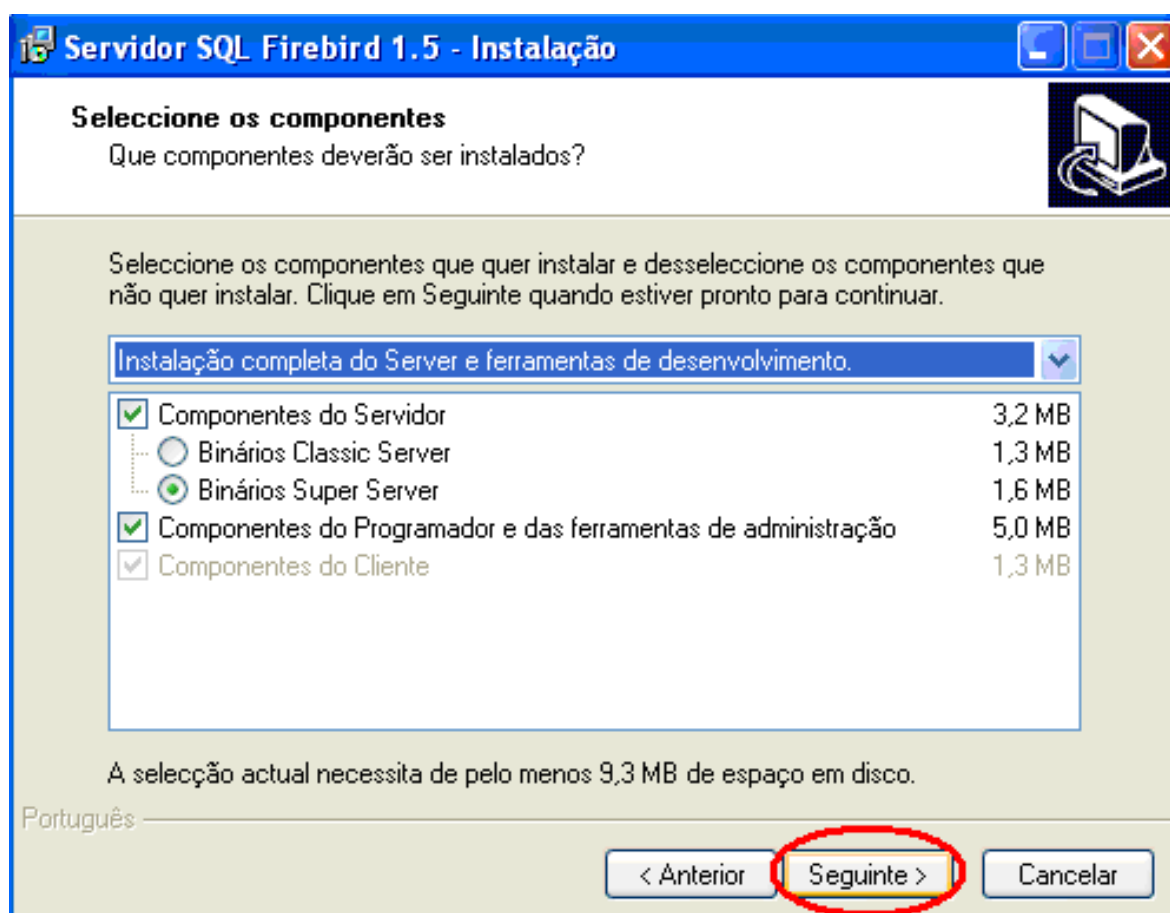 Servidor SQL Firebird 1.5 - Instalação
Seleccione os componentes
Que componentes deverão ser instalados?
Seleccione os componentes que quer instalar e desseleccione os componentes que
não quer instalar. Clique em Seguinte quando estiver pronto para continuar.
Instalação completa do Server e ferramentas de desenvolvimento.
Componentes do Servidor 3,2 MB
Binários Classic Server 1,3 MB
Binários Super Server 1,6 MB
Componentes do Programador e das ferramentas de administração 5,0 MB
Componentes do Cliente 1,3 MB
A selecção actual necessita de pelo menos 9,3 MB de espaço em disco.
Português
< Anterior Seguinte > Cancelar